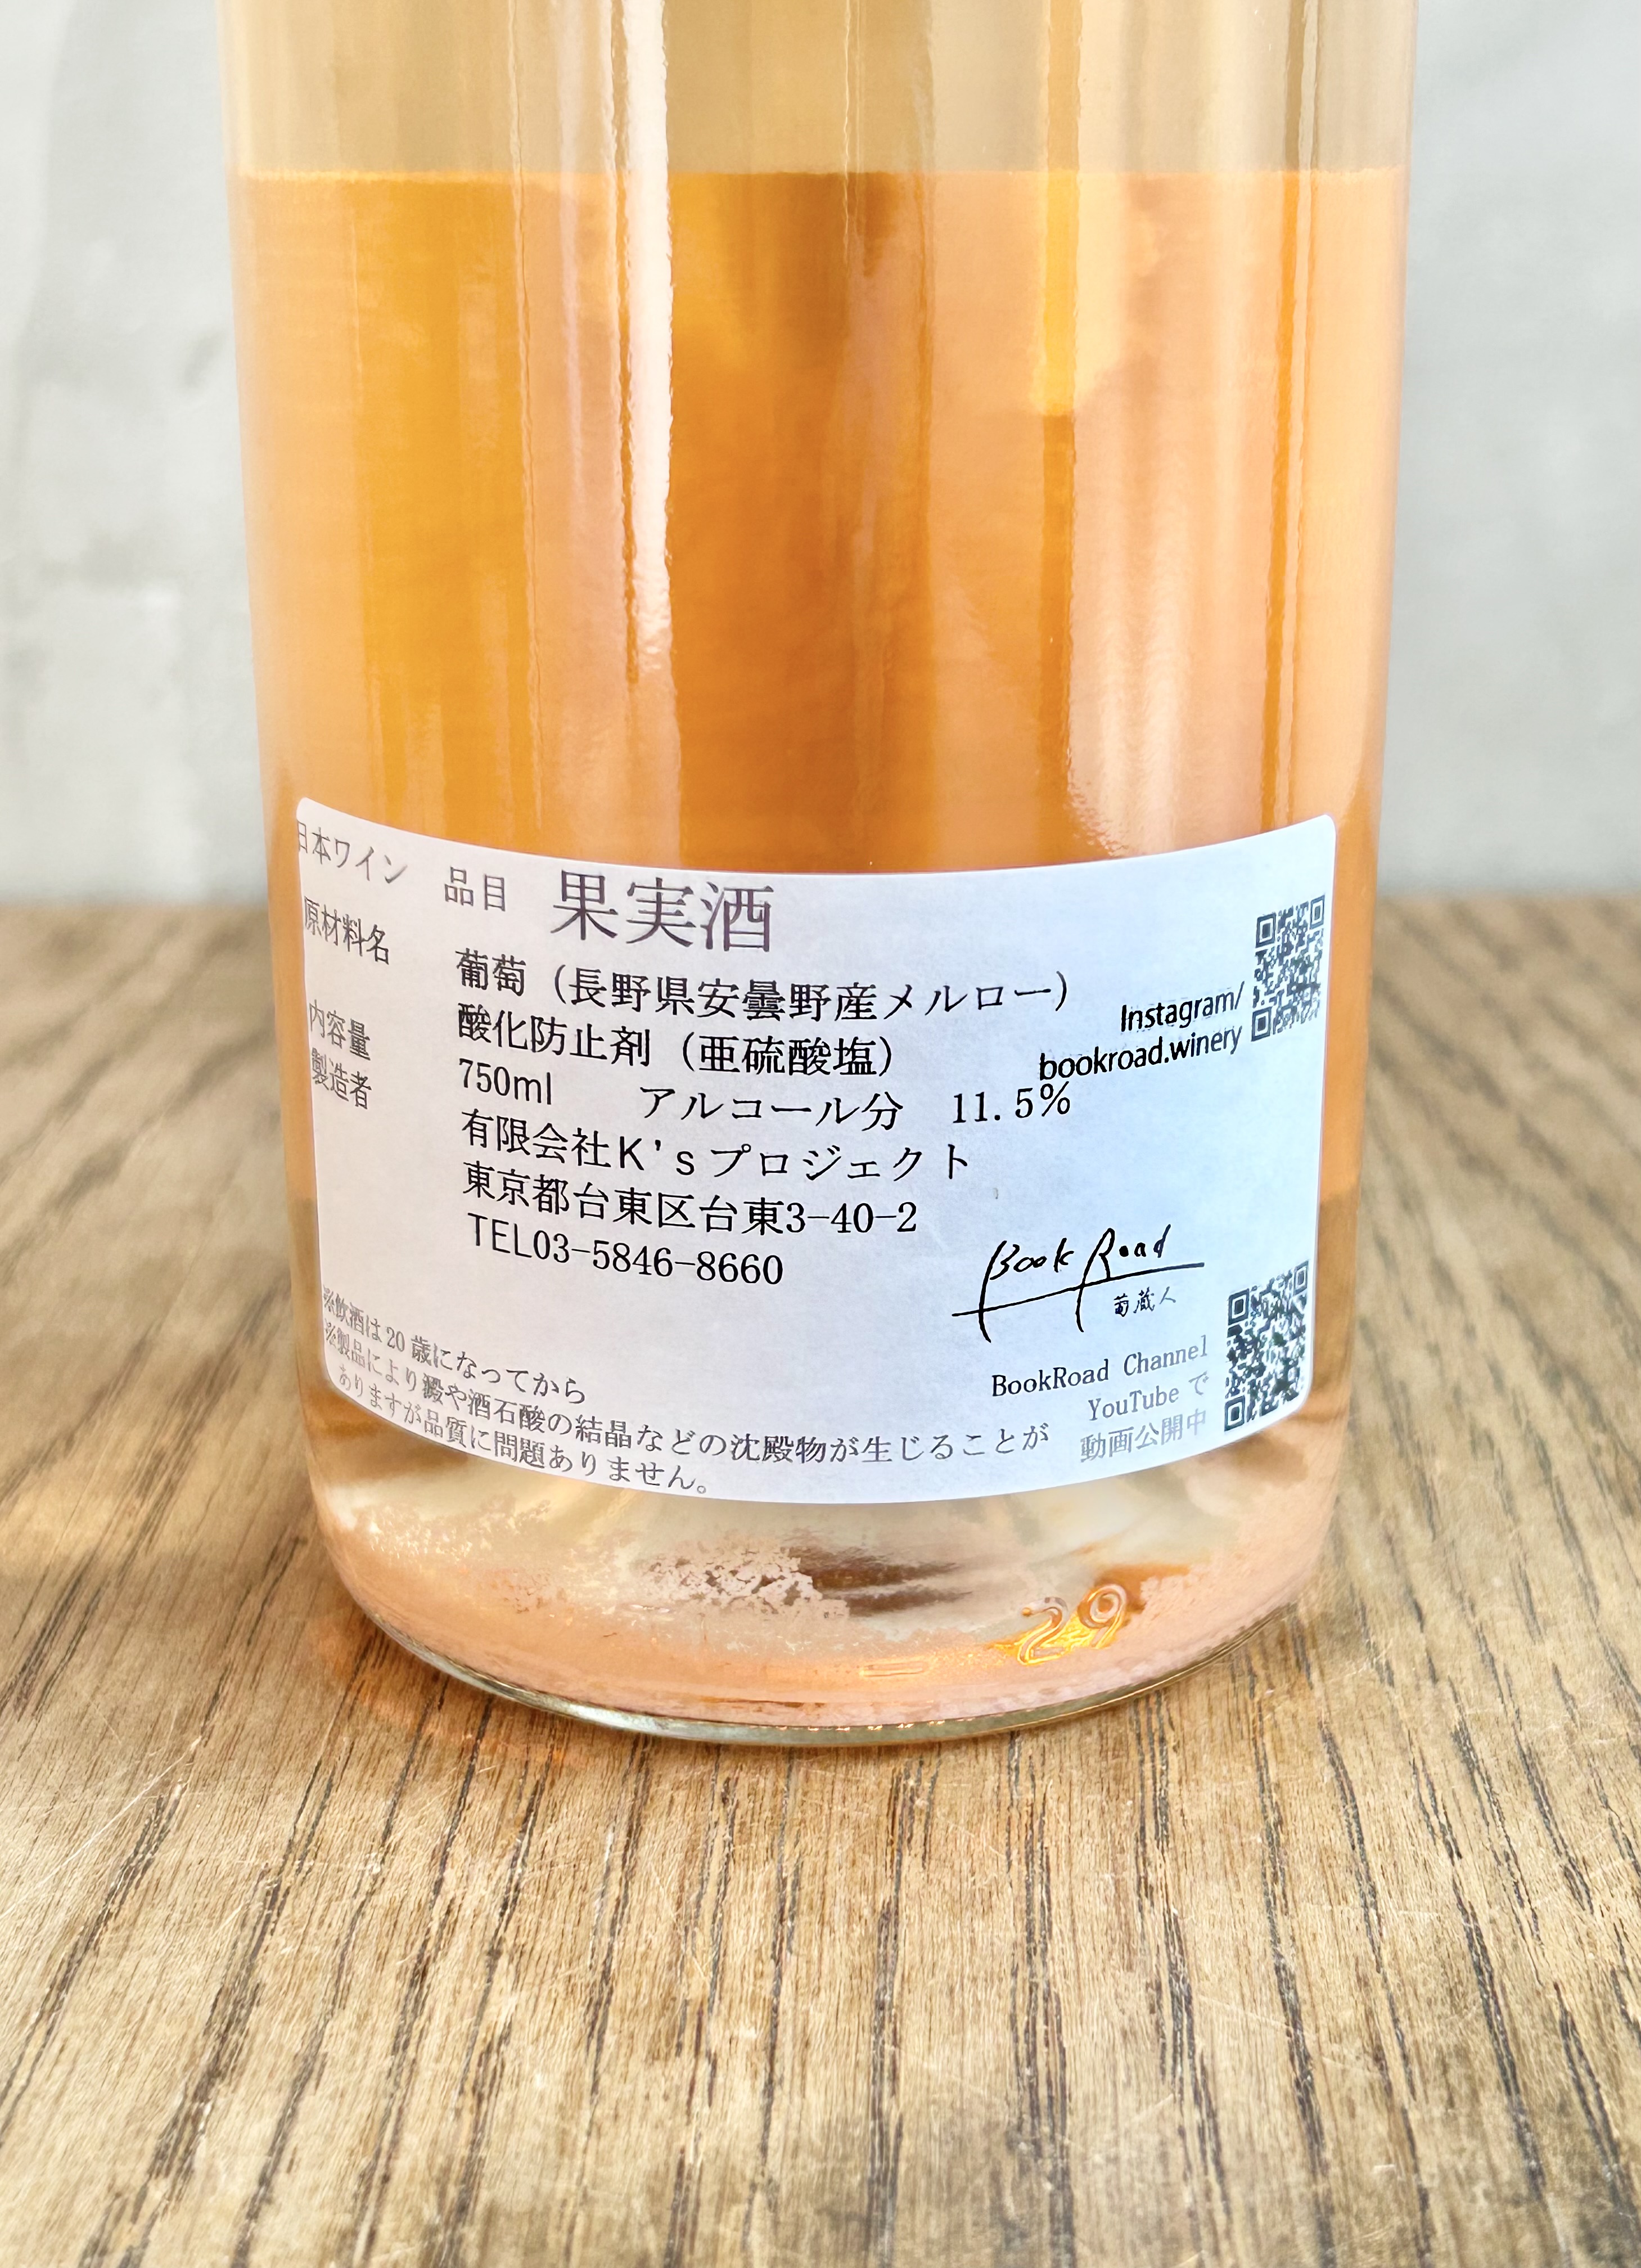 日本ワイン 品目 果実酒
原材料名 葡萄（長野県安曇野産メルロー）
酸化防止剤（亜硫酸塩）
内容量 750ml アルコール分 11.5%
製造者 有限会社K'sプロジェクト
東京都台東区台東3-40-2
TEL03-5846-8660
Instagram/
bookroad.winery
Book Road
葡蔵人
BookRoad Channel
YouTubeで
動画公開中
※飲酒は20歳になってから
※製品により澱や酒石酸の結晶などの沈殿物が生じることが
ありますが品質に問題ありません。
29